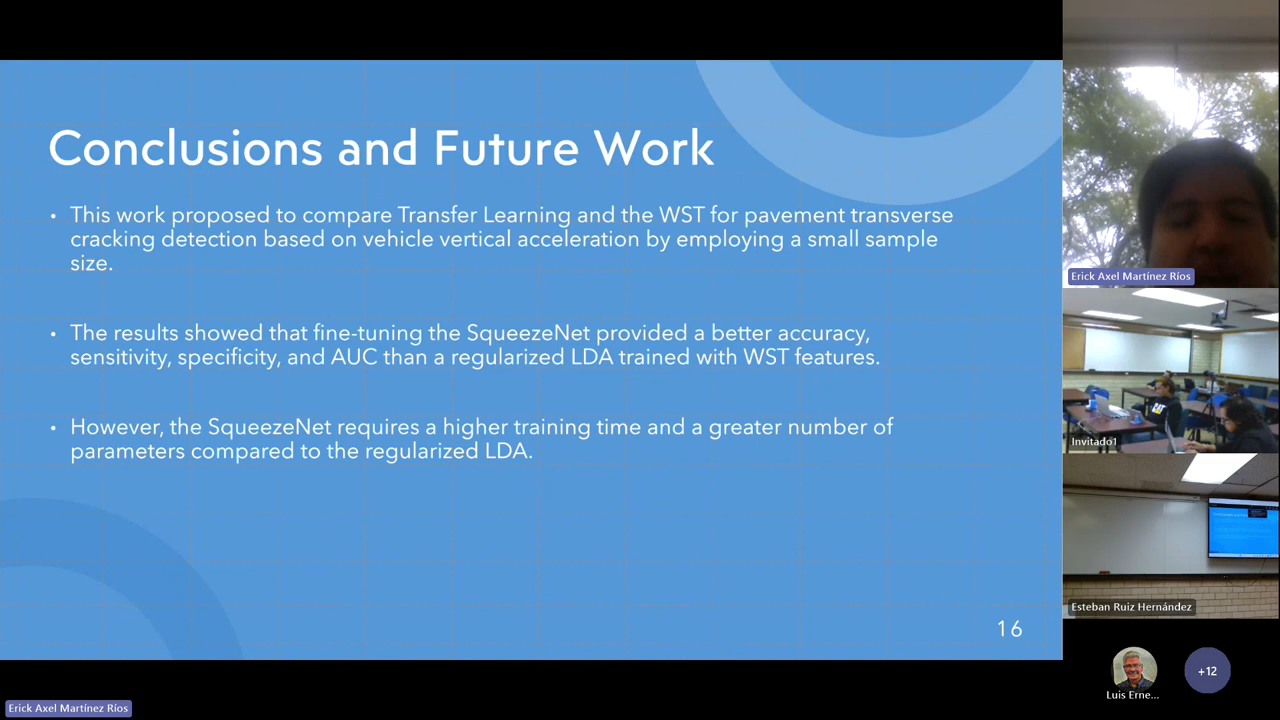 Conclusions and Future Work
• This work proposed to compare Transfer Learning and the WST for pavement transverse
cracking detection based on vehicle vertical acceleration by employing a small sample
size.
• The results showed that fine-tuning the SqueezeNet provided a better accuracy,
sensitivity, specificity, and AUC than a regularized LDA trained with WST features.
• However, the SqueezeNet requires a higher training time and a greater number of
parameters compared to the regularized LDA.
16
Erick Axel Martínez Ríos
Invitado1
Esteban Ruiz Hernández
Luis Erne...
+12
Erick Axel Martínez Ríos